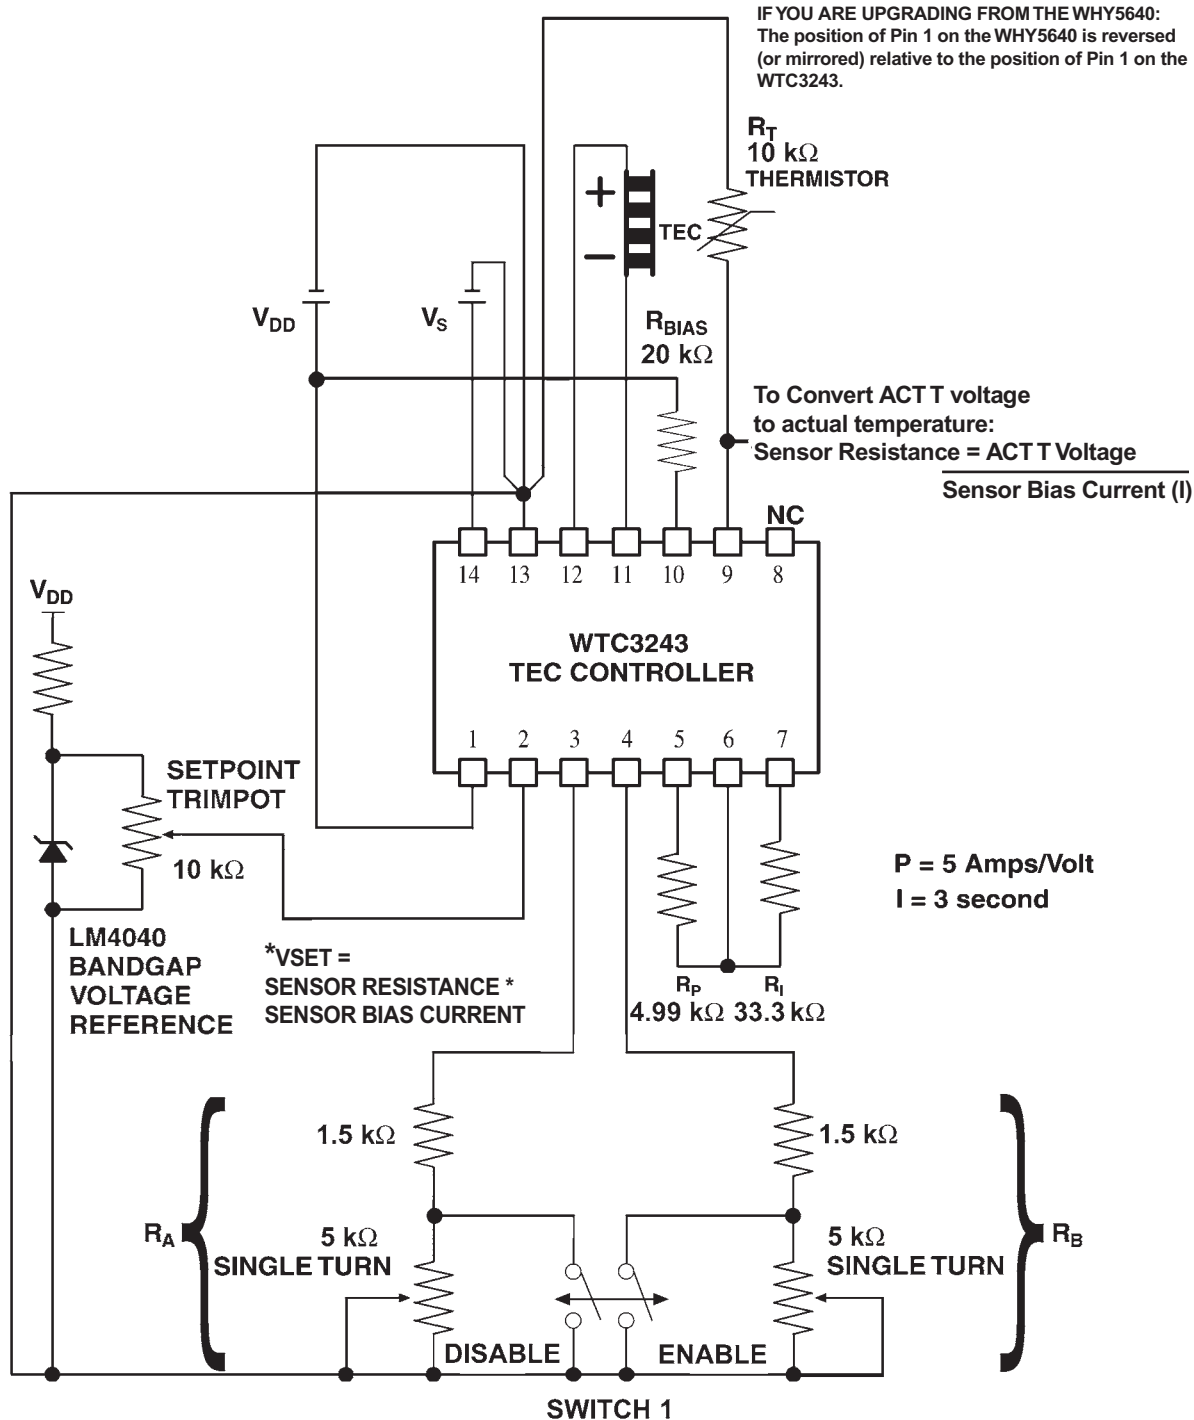 IF YOU ARE UPGRADING FROM THE WHY5640:
The position of Pin 1 on the WHY5640 is reversed
(or mirrored) relative to the position of Pin 1 on the
WTC3243.
RT
10 kΩ
THERMISTOR
+
TEC
−
VDD
VS
RBIAS
20 kΩ
To Convert ACT T voltage
to actual temperature:
Sensor Resistance = ACT T Voltage
Sensor Bias Current (I)
NC
14 13 12 11 10 9 8
VDD
WTC3243
TEC CONTROLLER
1 2 3 4 5 6 7
SETPOINT
TRIMPOT
10 kΩ
P = 5 Amps/Volt
I = 3 second
LM4040
BANDGAP
VOLTAGE
REFERENCE
*VSET =
SENSOR RESISTANCE *
SENSOR BIAS CURRENT
RP
4.99 kΩ
RI
33.3 kΩ
1.5 kΩ
1.5 kΩ
RA
5 kΩ
SINGLE TURN
5 kΩ
SINGLE TURN
RB
DISABLE
ENABLE
SWITCH 1